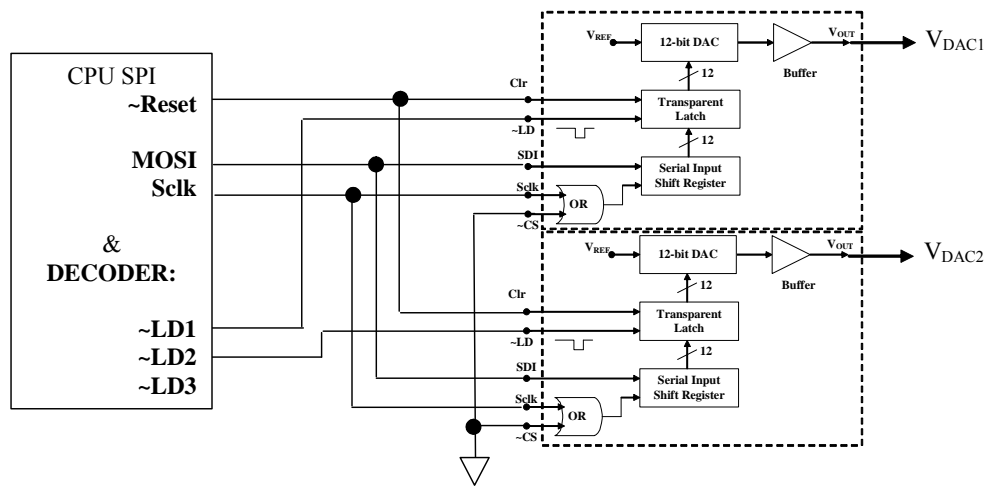 CPU SPI
~Reset
MOSI
Sclk
&
DECODER:
~LD1
~LD2
~LD3
Clr
~LD
SDI
Sclk
~CS
OR
VREF
12-bit DAC
VOUT
Buffer
12
Transparent
Latch
12
Serial Input
Shift Register
VDAC1
Clr
~LD
SDI
Sclk
~CS
OR
VREF
12-bit DAC
VOUT
Buffer
12
Transparent
Latch
12
Serial Input
Shift Register
VDAC2